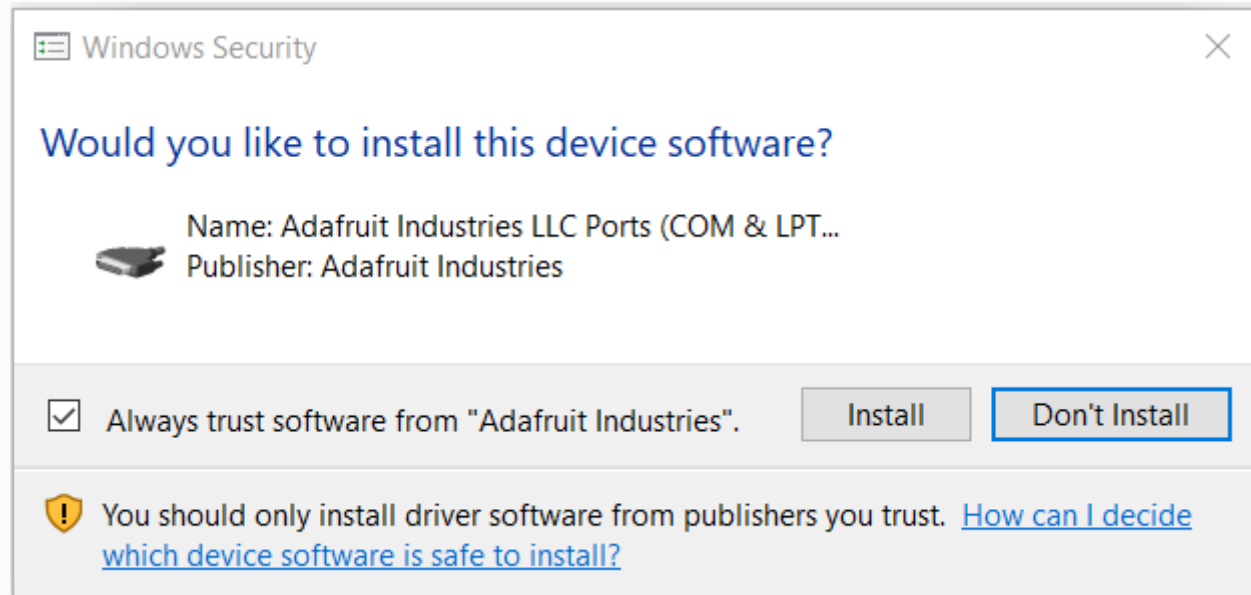 Windows Security
Would you like to install this device software?
Name: Adafruit Industries LLC Ports (COM & LPT...
Publisher: Adafruit Industries
Always trust software from "Adafruit Industries".
Install
Don't Install
You should only install driver software from publishers you trust. How can I decide
which device software is safe to install?